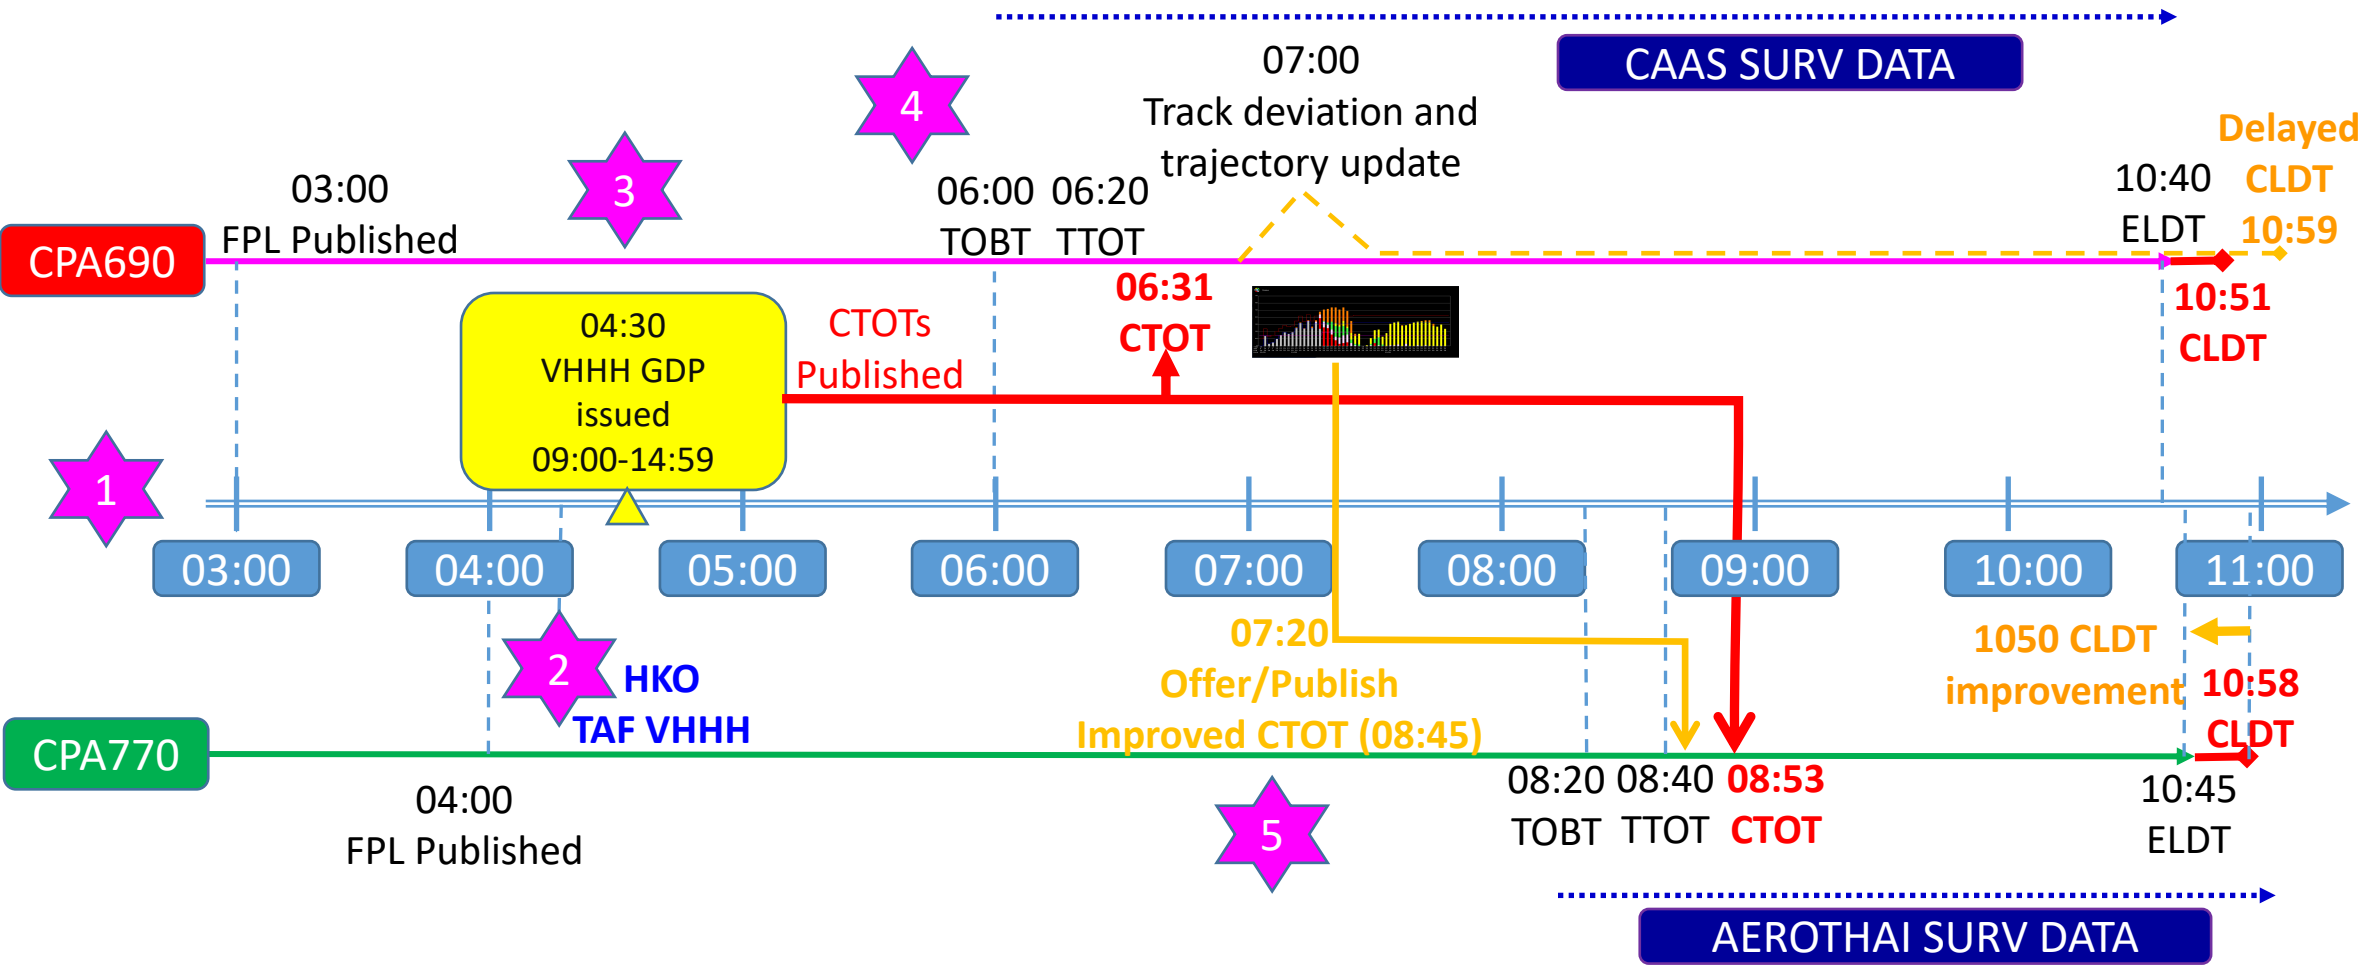 CAAS SURV DATA
07:00
Track deviation and
trajectory update
4
3
Delayed
CLDT
10:59
10:40
ELDT
03:00
FPL Published
06:00
TOBT
06:20
TTOT
CPA690
06:31
CTOT
10:51
CLDT
04:30
VHHH GDP
issued
09:00-14:59
CTOTs
Published
1
03:00
04:00
05:00
06:00
07:00
08:00
09:00
10:00
11:00
2
HKO
TAF VHHH
07:20
Offer/Publish
Improved CTOT (08:45)
1050 CLDT
improvement
10:58
CLDT
CPA770
04:00
FPL Published
5
08:20
TOBT
08:40
TTOT
08:53
CTOT
10:45
ELDT
AEROTHAI SURV DATA